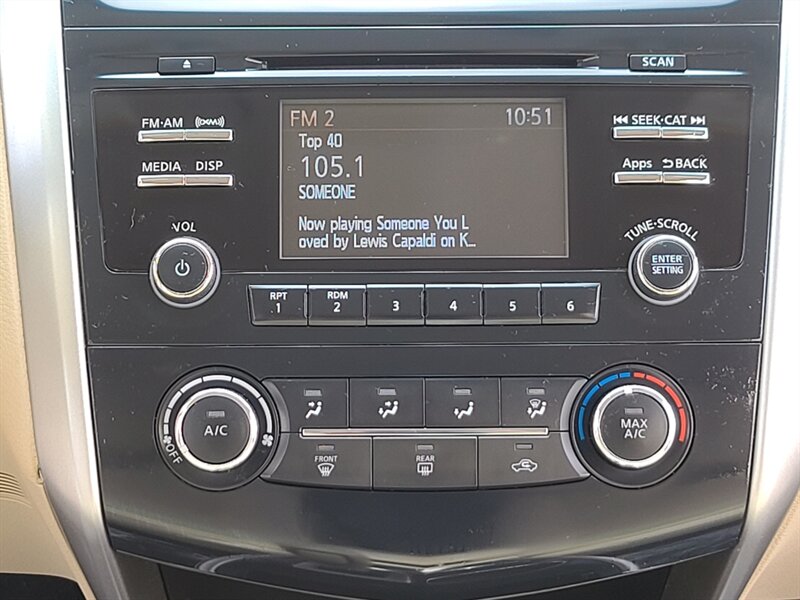 SCAN
FM·AM
(XM)
MEDIA DISP
VOL
FM 2 10:51
Top 40
105.1
SOMEONE
Now playing Someone You L
oved by Lewis Capaldi on K...
SEEK·CAT
Apps BACK
TUNE·SCROLL
ENTER
SETTING
RPT
1
RDM
2
3
4
5
6
A/C
OFF
FRONT
REAR
MAX
A/C